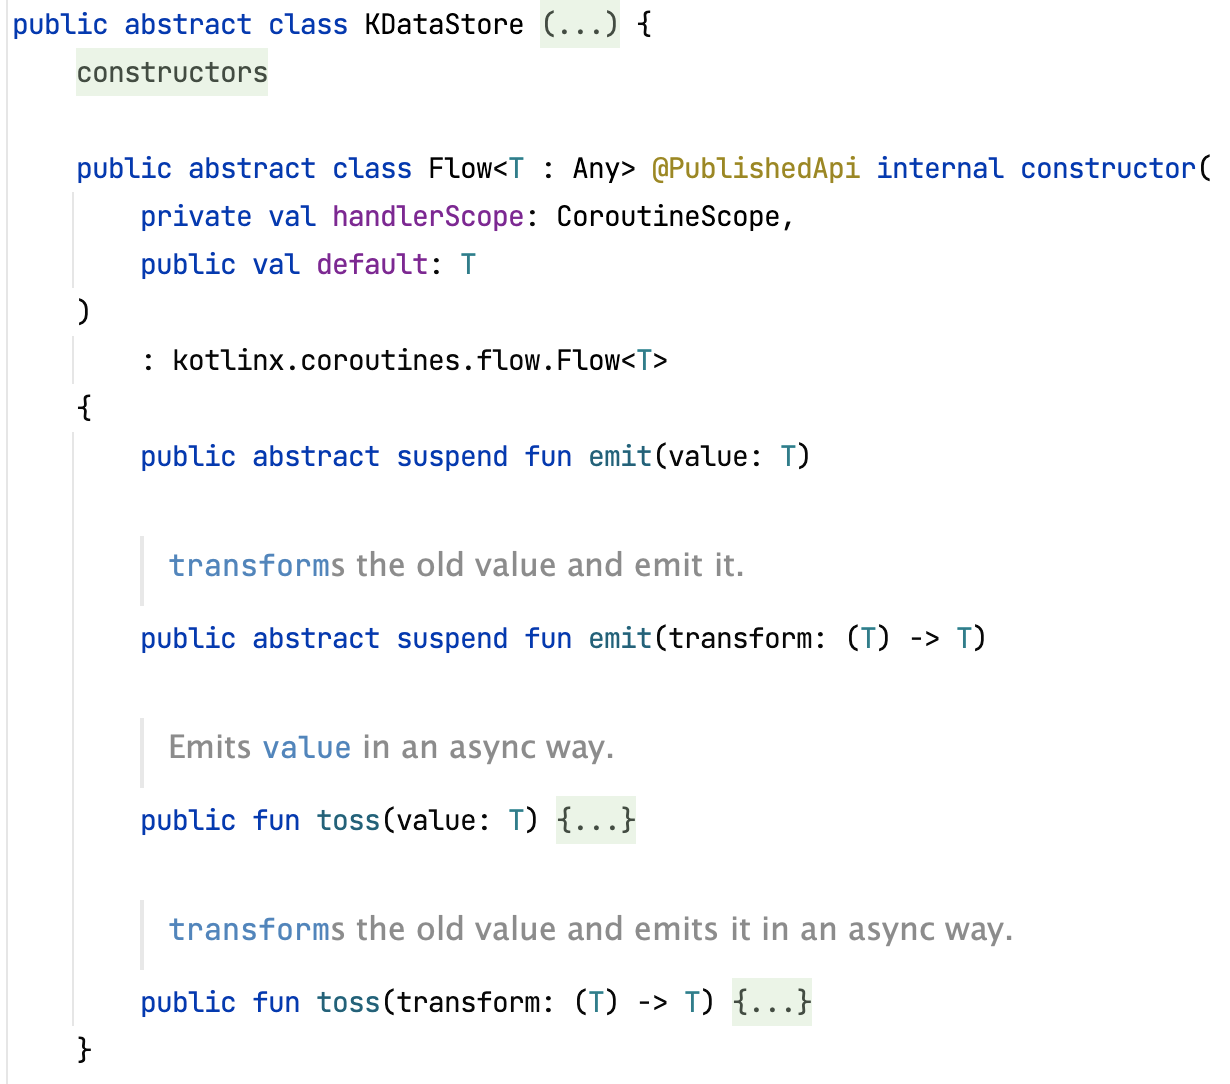 public abstract class KDataStore (...) {
    constructors

    public abstract class Flow<T : Any> @PublishedApi internal constructor(
        private val handlerScope: CoroutineScope,
        public val default: T
    )
        : kotlinx.coroutines.flow.Flow<T>
    {
        public abstract suspend fun emit(value: T)

        transforms the old value and emit it.
        public abstract suspend fun emit(transform: (T) -> T)

        Emits value in an async way.
        public fun toss(value: T) {...}

        transforms the old value and emits it in an async way.
        public fun toss(transform: (T) -> T) {...}
    }